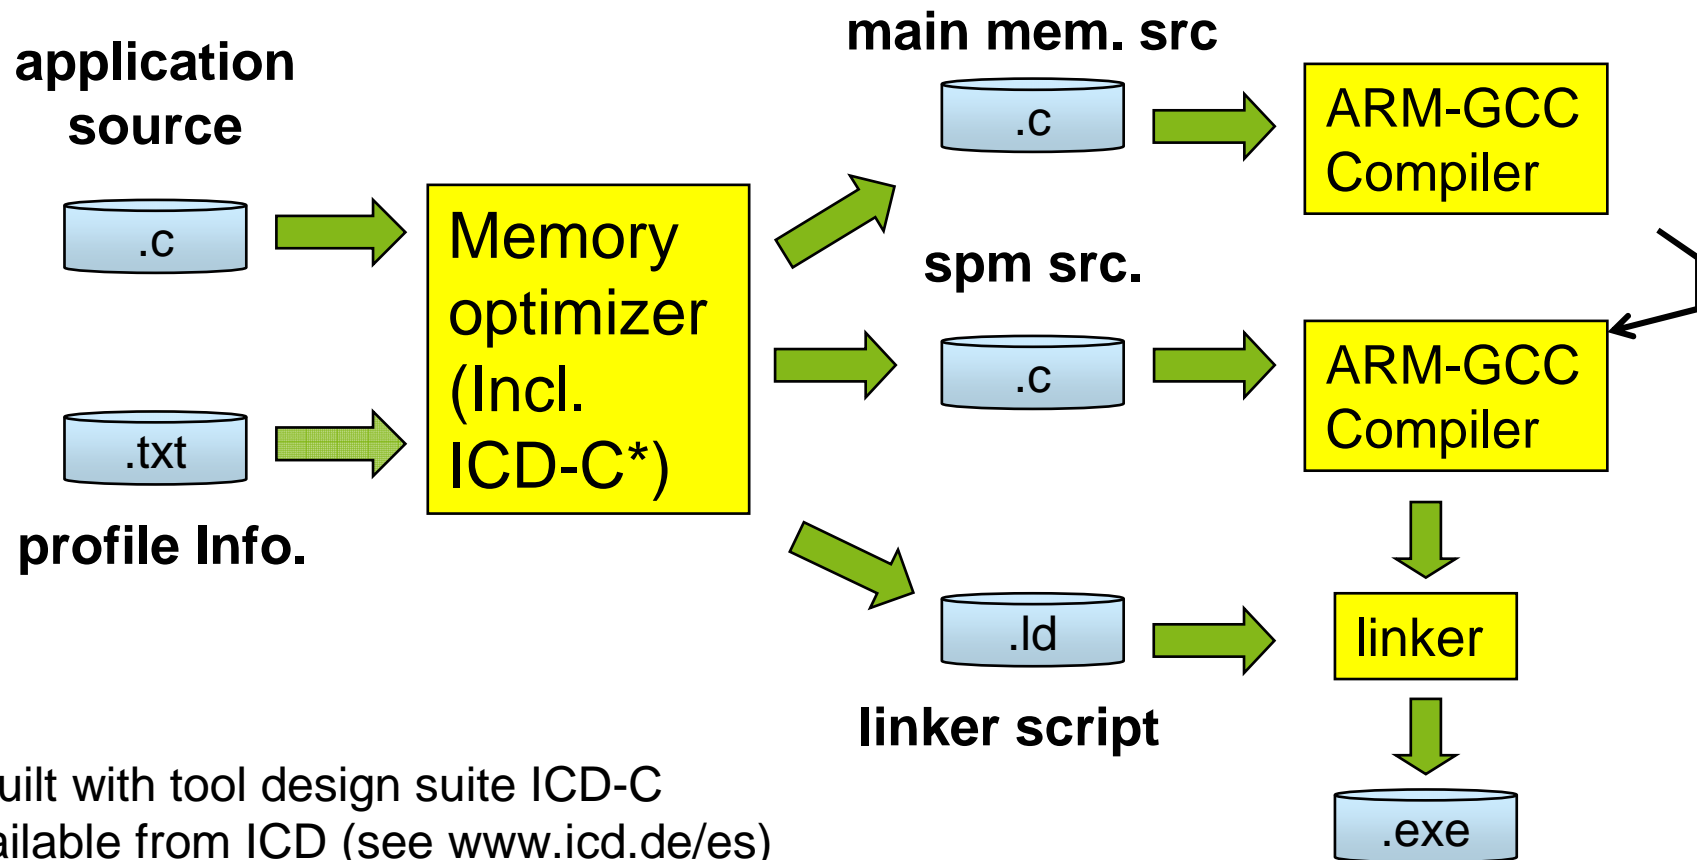 application
source
.c
.txt
profile Info.
Memory
optimizer
(Incl.
ICD-C*)
main mem. src
.c
spm src.
.c
.ld
linker script
ARM-GCC
Compiler
ARM-GCC
Compiler
linker
.exe
uilt with tool design suite ICD-C
ailable from ICD (see www.icd.de/es)